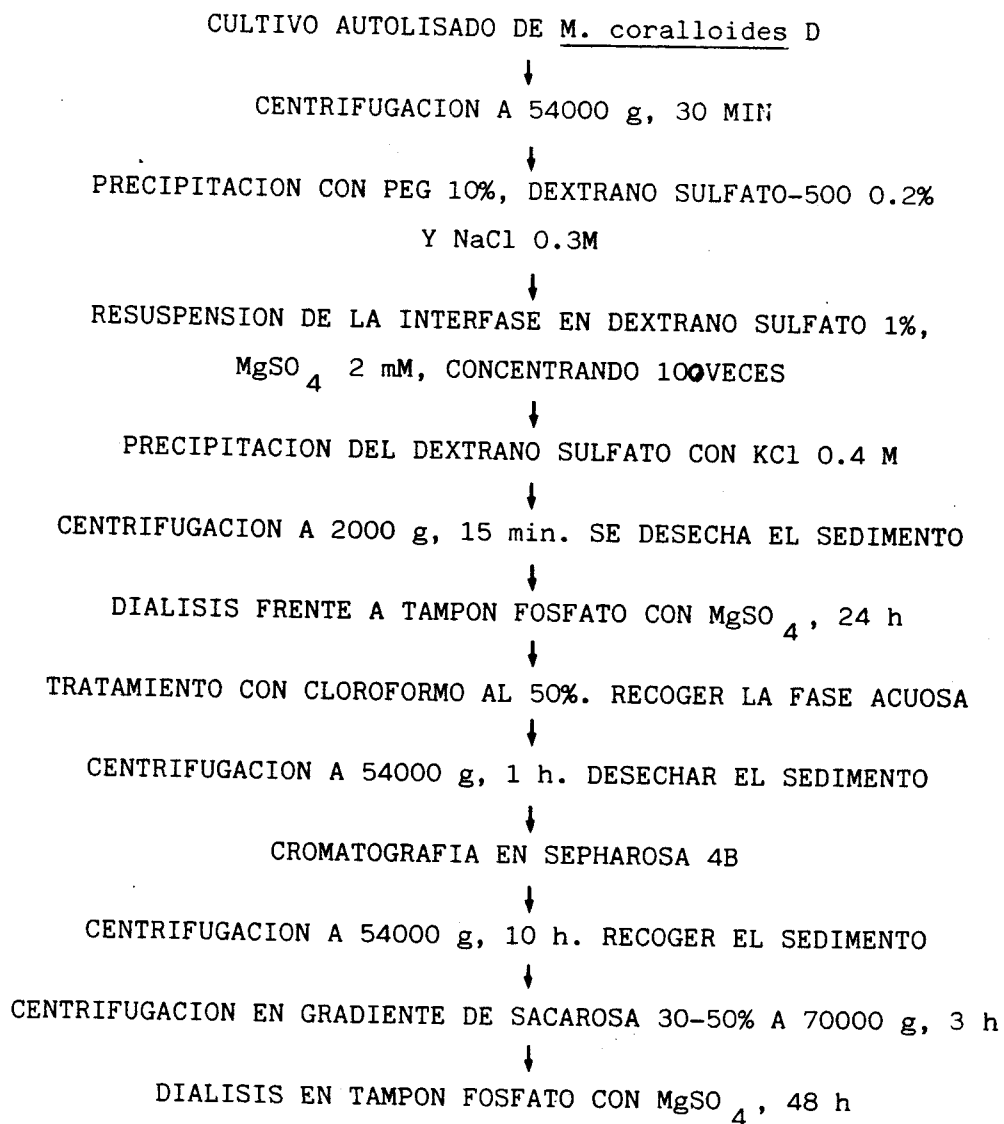 CULTIVO AUTOLISADO DE M. coralloides D
CENTRIFUGACION A 54000 g, 30 MIN
PRECIPITACION CON PEG 10%, DEXTRANO SULFATO-500 0.2%
Y NaCl 0.3M
RESUSPENSION DE LA INTERFASE EN DEXTRANO SULFATO 1%,
MgSO4 2 mM, CONCENTRANDO 100VECES
PRECIPITACION DEL DEXTRANO SULFATO CON KCl 0.4 M
CENTRIFUGACION A 2000 g, 15 min. SE DESECHA EL SEDIMENTO
DIALISIS FRENTE A TAMPON FOSFATO CON MgSO4, 24 h
TRATAMIENTO CON CLOROFORMO AL 50%. RECOGER LA FASE ACUOSA
CENTRIFUGACION A 54000 g, 1 h. DESECHAR EL SEDIMENTO
CROMATOGRAFIA EN SEPHAROSA 4B
CENTRIFUGACION A 54000 g, 10 h. RECOGER EL SEDIMENTO
CENTRIFUGACION EN GRADIENTE DE SACAROSA 30-50% A 70000 g, 3 h
DIALISIS EN TAMPON FOSFATO CON MgSO4, 48 h